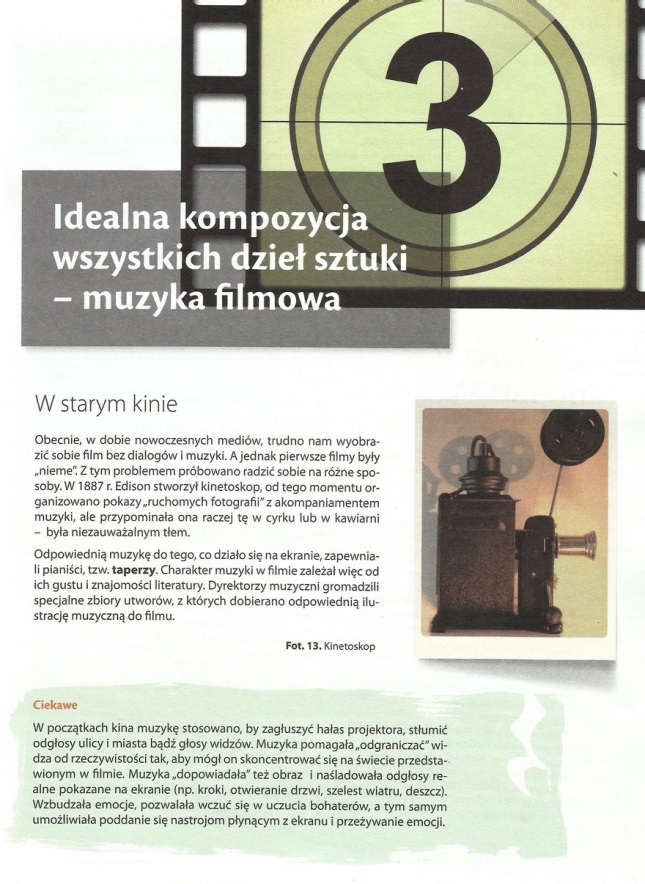 3
Idealna kompozycja
wszystkich dzieł sztuki
– muzyka filmowa
W starym kinie
Obecnie, w dobie nowoczesnych mediów, trudno nam wyobra-
zić sobie film bez dialogów i muzyki. A jednak pierwsze filmy były
„nieme”. Z tym problemem próbowano radzić sobie na różne spo-
soby. W 1887 r. Edison stworzył kinetoskop, od tego momentu or-
ganizowano pokazy „ruchomych fotografii” z akompaniamentem
muzyki, ale przypominała ona raczej tę w cyrku lub w kawiarni
– była niezauważalnym tłem.
Odpowiednią muzykę do tego, co działo się na ekranie, zapewnia-
li pianiści, tzw. taperzy. Charakter muzyki w filmie zależał więc od
ich gustu i znajomości literatury. Dyrektorzy muzyczni gromadzili
specjalne zbiory utworów, z których dobierano odpowiednią ilu-
strację muzyczną do filmu.
Fot. 13. Kinetoskop
Ciekawe
W początkach kina muzykę stosowano, by zagłuszyć hałas projektora, stłumić
odgłosy ulicy i miasta bądź głosy widzów. Muzyka pomagała „odgraniczać” wi-
dza od rzeczywistości tak, aby mógł on skoncentrować się na świecie przedsta-
wionym w filmie. Muzyka „dopowiadała” też obraz i naśladowała odgłosy re-
alne pokazane na ekranie (np. kroki, otwieranie drzwi, szelest wiatru, deszcz).
Wzbudzała emocje, pozwalała wczuć się w uczucia bohaterów, a tym samym
umożliwiała poddanie się nastrojom płynącym z ekranu i przeżywanie emocji.